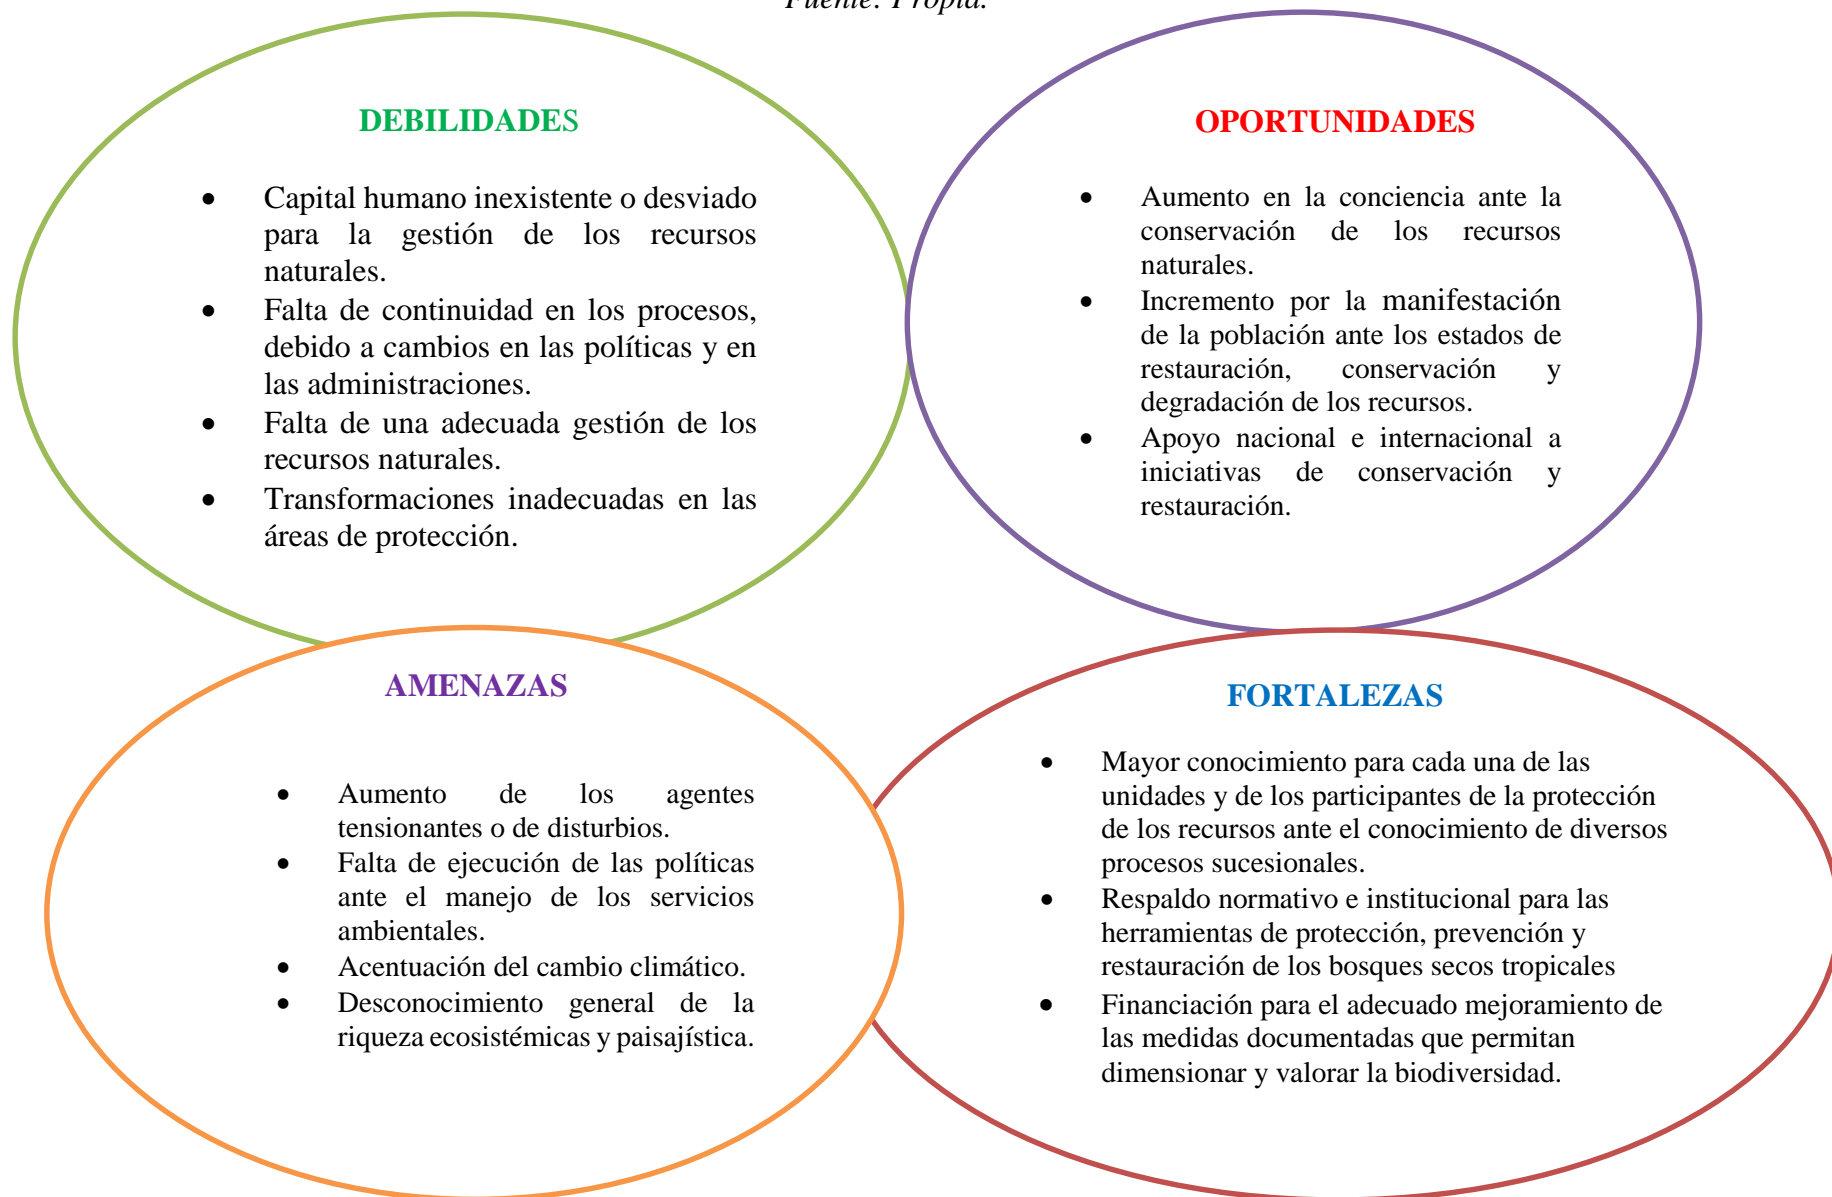 Fuente: Propia.
DEBILIDADES
• Capital humano inexistente o desviado
para la gestión de los recursos
naturales.
• Falta de continuidad en los procesos,
debido a cambios en las políticas y en
las administraciones.
• Falta de una adecuada gestión de los
recursos naturales.
• Transformaciones inadecuadas en las
áreas de protección.
OPORTUNIDADES
• Aumento en la conciencia ante la
conservación de los recursos
naturales.
• Incremento por la manifestación
de la población ante los estados de
restauración, conservación y
degradación de los recursos.
• Apoyo nacional e internacional a
iniciativas de conservación y
restauración.
AMENAZAS
• Aumento de los agentes
tensionantes o de disturbios.
• Falta de ejecución de las políticas
ante el manejo de los servicios
ambientales.
• Acentuación del cambio climático.
• Desconocimiento general de la
riqueza ecosistémicas y paisajística.
FORTALEZAS
• Mayor conocimiento para cada una de las
unidades y de los participantes de la protección
de los recursos ante el conocimiento de diversos
procesos sucesionales.
• Respaldo normativo e institucional para las
herramientas de protección, prevención y
restauración de los bosques secos tropicales
• Financiación para el adecuado mejoramiento de
las medidas documentadas que permitan
dimensionar y valorar la biodiversidad.